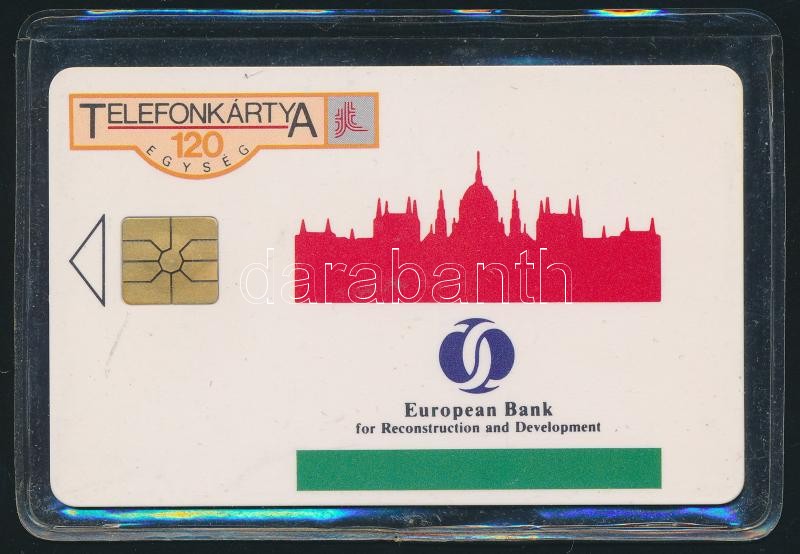 TELEFONKÁRTYA
120
EGYSÉG
darabanth
European Bank
for Reconstruction and Development